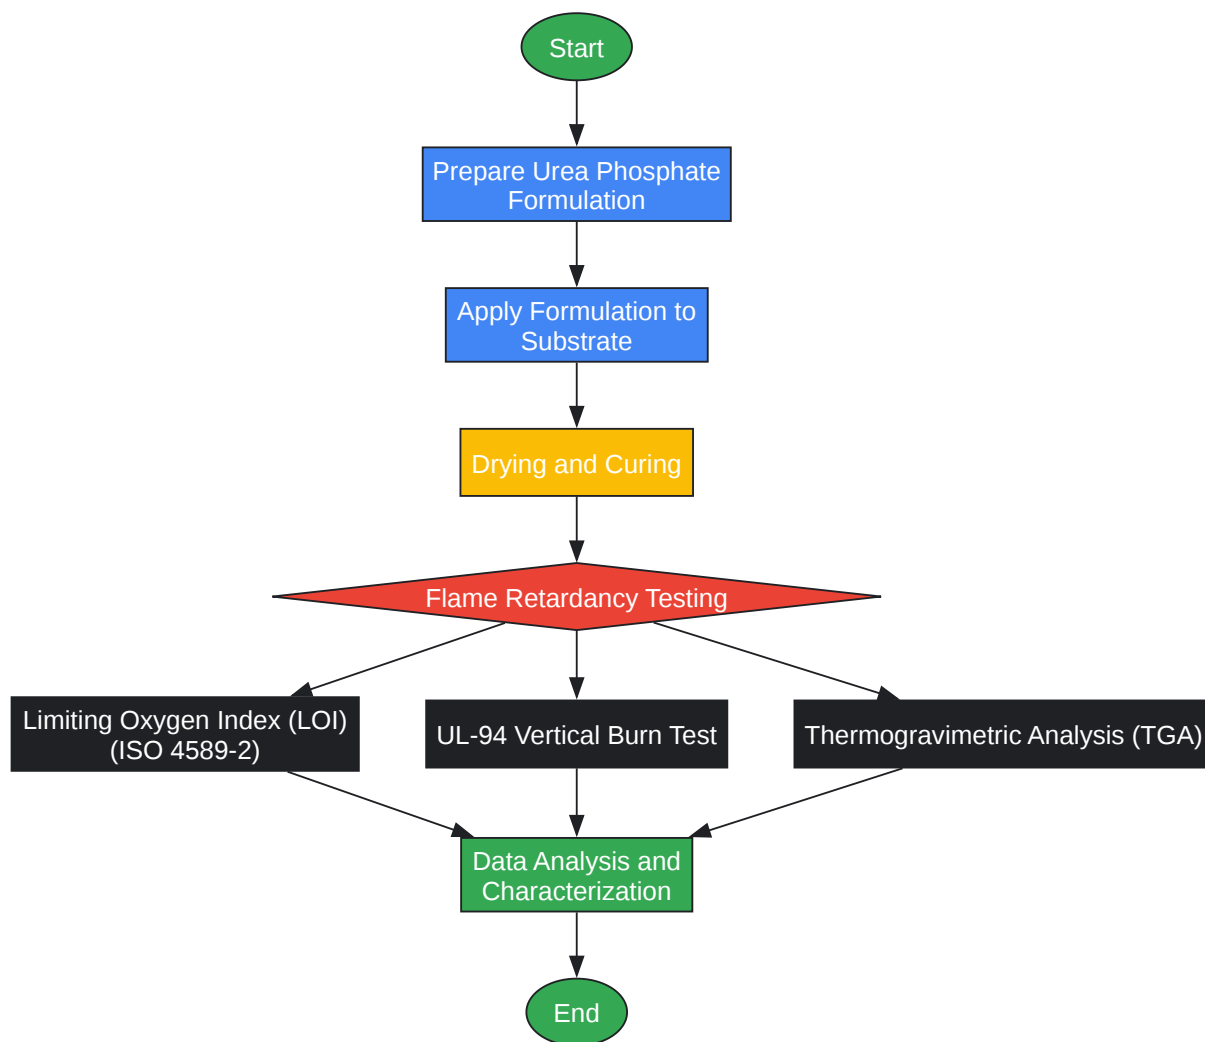 Start
Prepare Urea Phosphate
Formulation
Apply Formulation to
Substrate
Drying and Curing
Flame Retardancy Testing
Limiting Oxygen Index (LOI)
(ISO 4589-2)
UL-94 Vertical Burn Test
Thermogravimetric Analysis (TGA)
Data Analysis and
Characterization
End